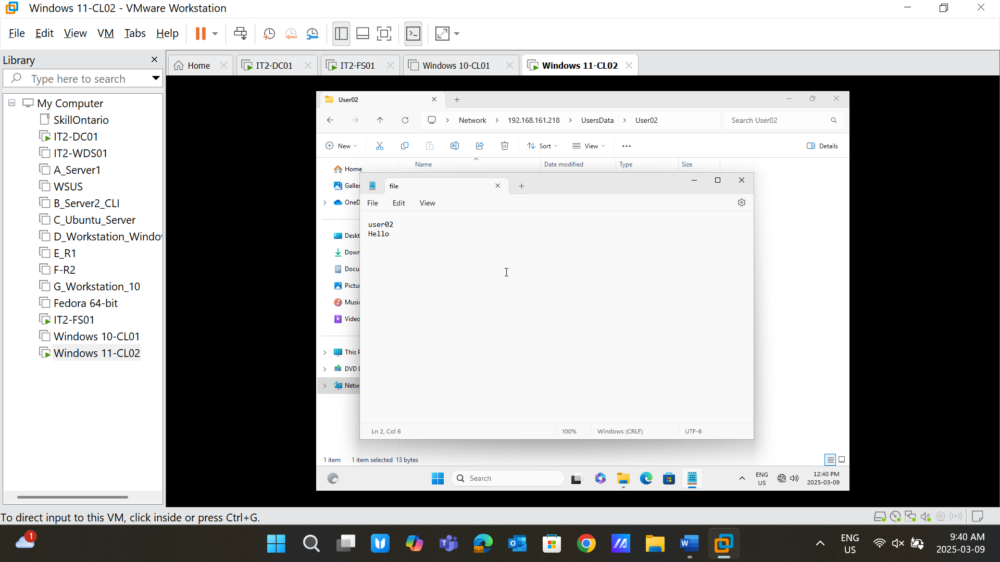 Windows 11-CL02 - VMware Workstation
File Edit View VM Tabs Help
Library
Type here to search
My Computer
SkillOntario
IT2-DC01
IT2-WDS01
A_Server1
WSUS
B_Server2_CLI
C_Ubuntu_Server
D_Workstation_Windo
E_R1
F-R2
G_Workstation_10
Fedora 64-bit
IT2-FS01
Windows 10-CL01
Windows 11-CL02
Home IT2-DC01 IT2-FS01 Windows 10-CL01 Windows 11-CL02
User02
Network 192.168.161.218 UsersData User02 Search User02
New Sort View Details
Name Date modified Type Size
Home
Galler
OneD
Deskt
Down
Docu
Pictu
Music
Videc
This P
DVD D
Netw
file
File Edit View
user02
Hello
Ln 2, Col 6 100% Windows (CRLF) UTF-8
1 item 1 item selected 13 bytes
Search ENG US 12:40 PM 2025-03-09
To direct input to this VM, click inside or press Ctrl+G.
1
ENG US 9:40 AM 2025-03-09